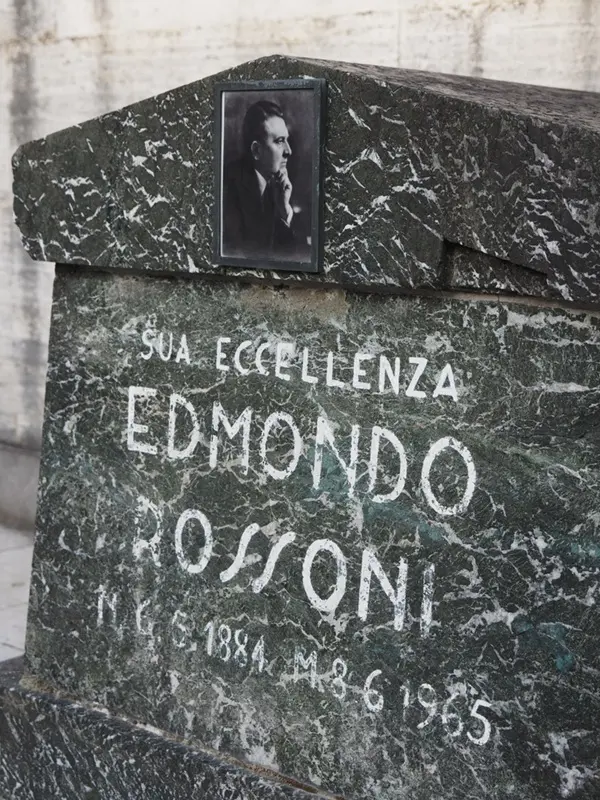 SUA ECCELLENZA
EDMONDO
ROSSONI
N 6 5 1884 M 8 6 1965